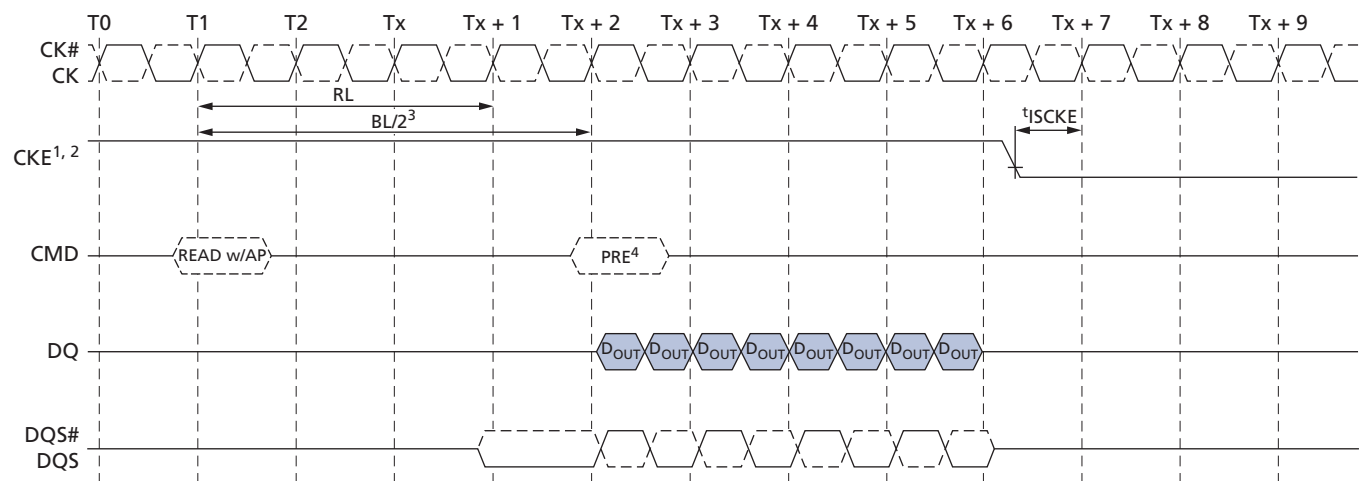 T0 T1 T2 Tx Tx + 1 Tx + 2 Tx + 3 Tx + 4 Tx + 5 Tx + 6 Tx + 7 Tx + 8 Tx + 9
CK#
CK
RL
BL/2³
tISCKE
CKE1, 2
CMD
READ w/AP
PRE⁴
DQ
DOUT DOUT DOUT DOUT DOUT DOUT DOUT DOUT
DQS#
DQS